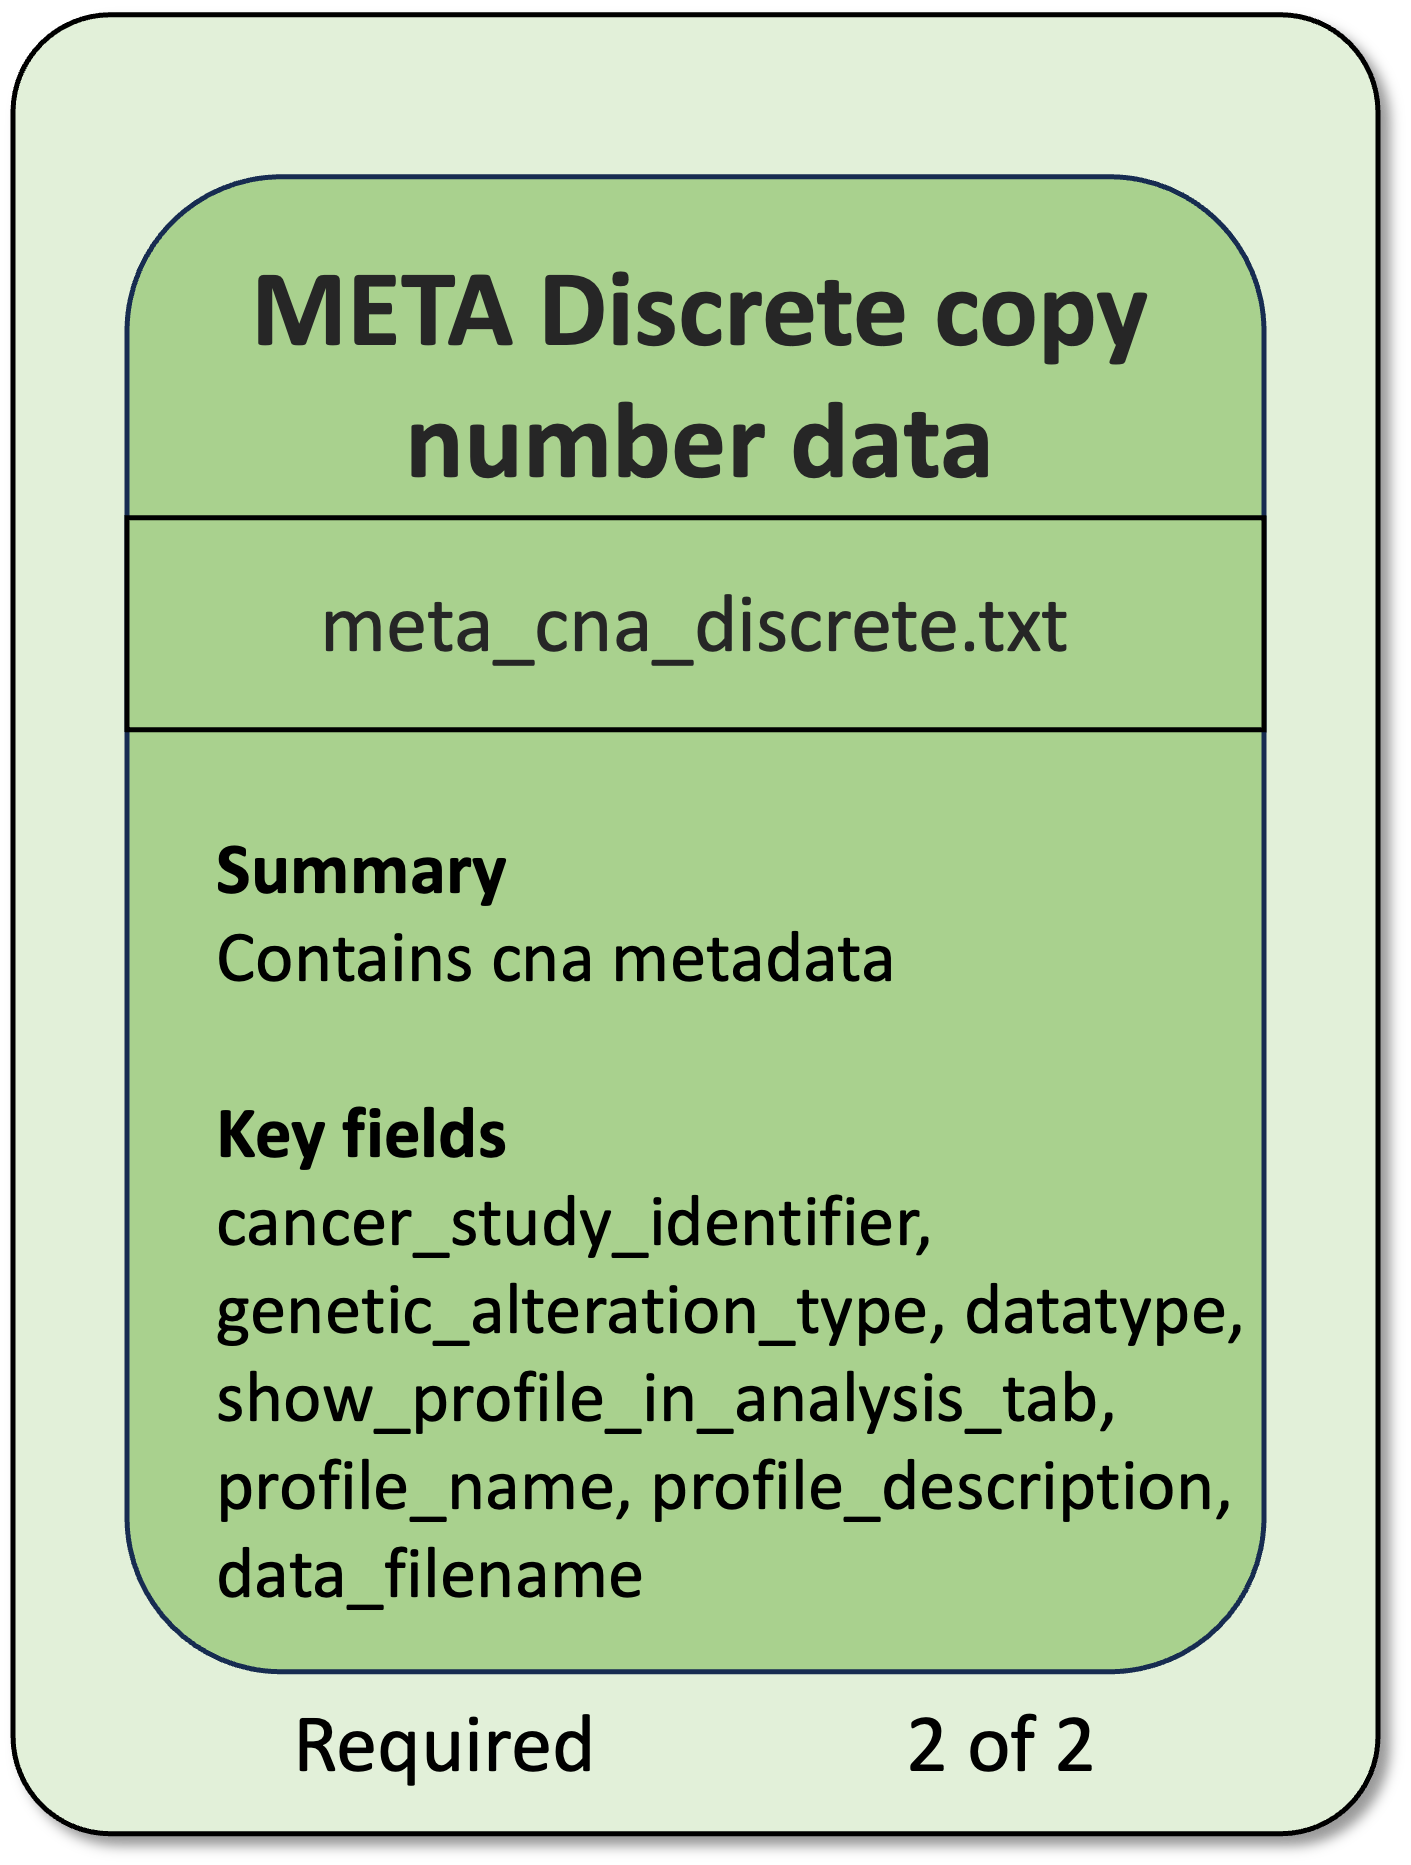 META Discrete copy
number data
meta_cna_discrete.txt
Summary
Contains cna metadata
Key fields
cancer_study_identifier,
genetic_alteration_type, datatype,
show_profile_in_analysis_tab,
profile_name, profile_description,
data_filename
Required 2 of 2